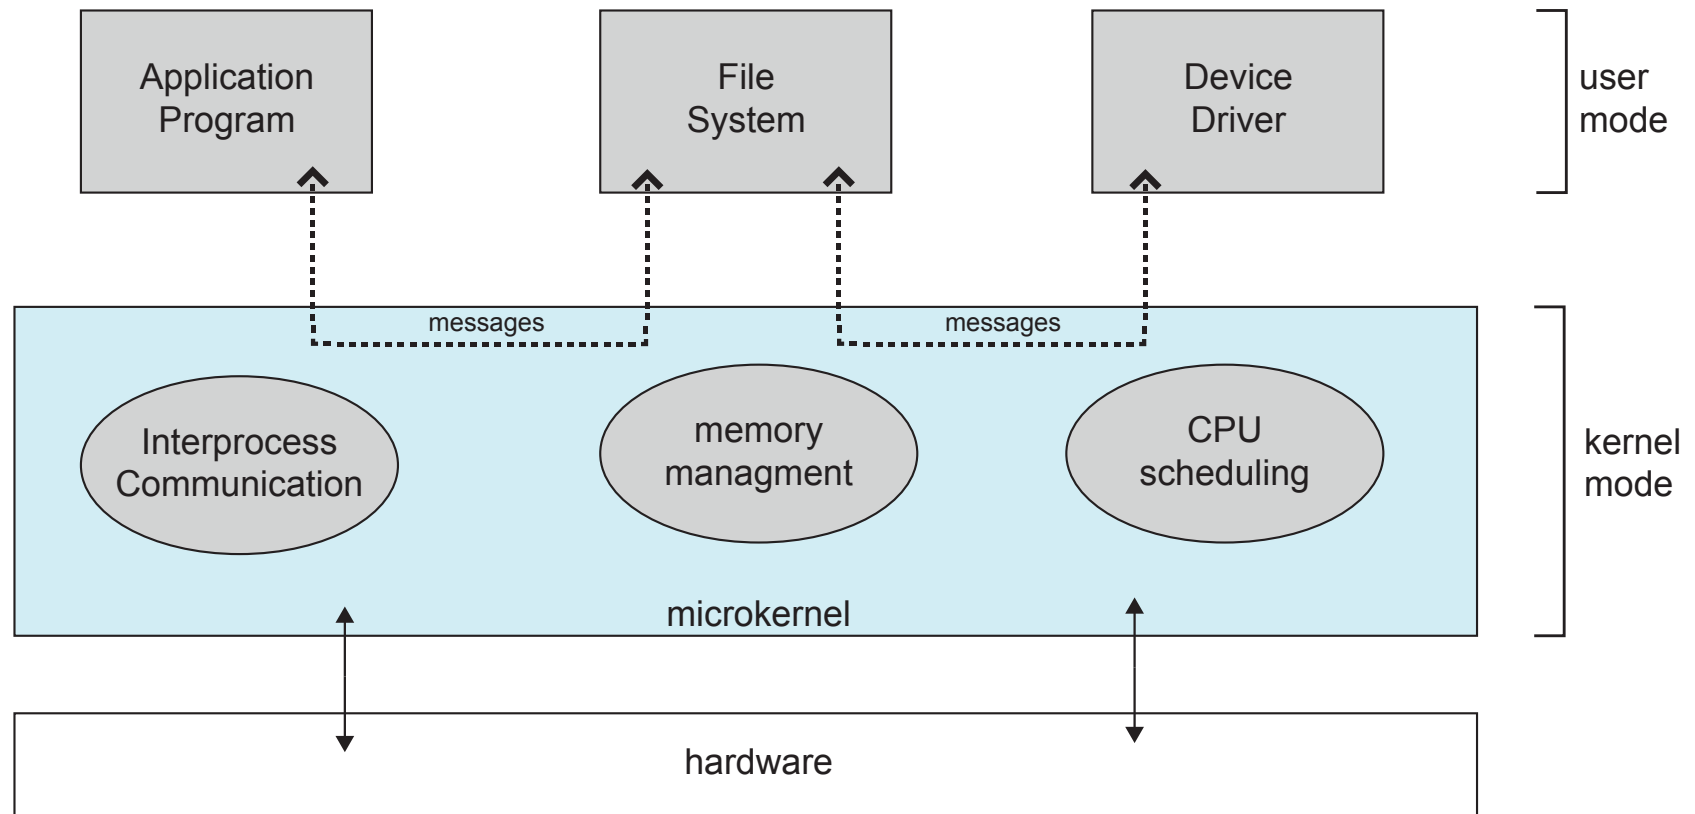 Application
Program
File
System
Device
Driver
user
mode
messages
messages
Interprocess
Communication
memory
managment
CPU
scheduling
kernel
mode
microkernel
hardware